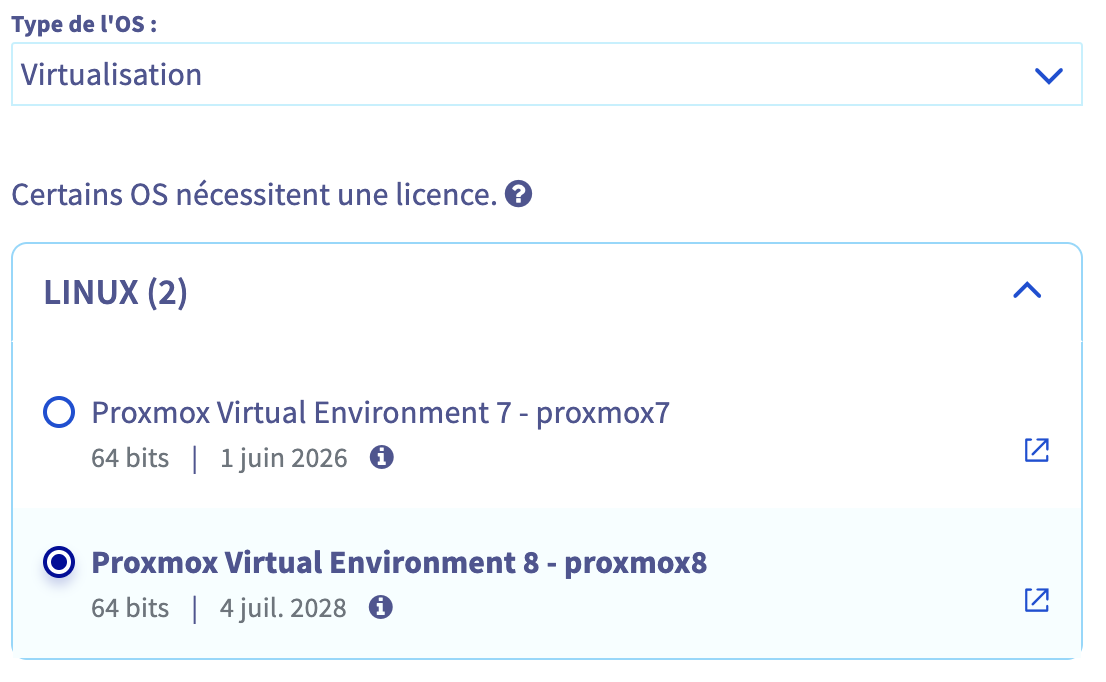 Type de l'OS :
Virtualisation
Certains OS nécessitent une licence. ?
LINUX (2)
Proxmox Virtual Environment 7 - proxmox7
64 bits | 1 juin 2026 i
Proxmox Virtual Environment 8 - proxmox8
64 bits | 4 juil. 2028 i